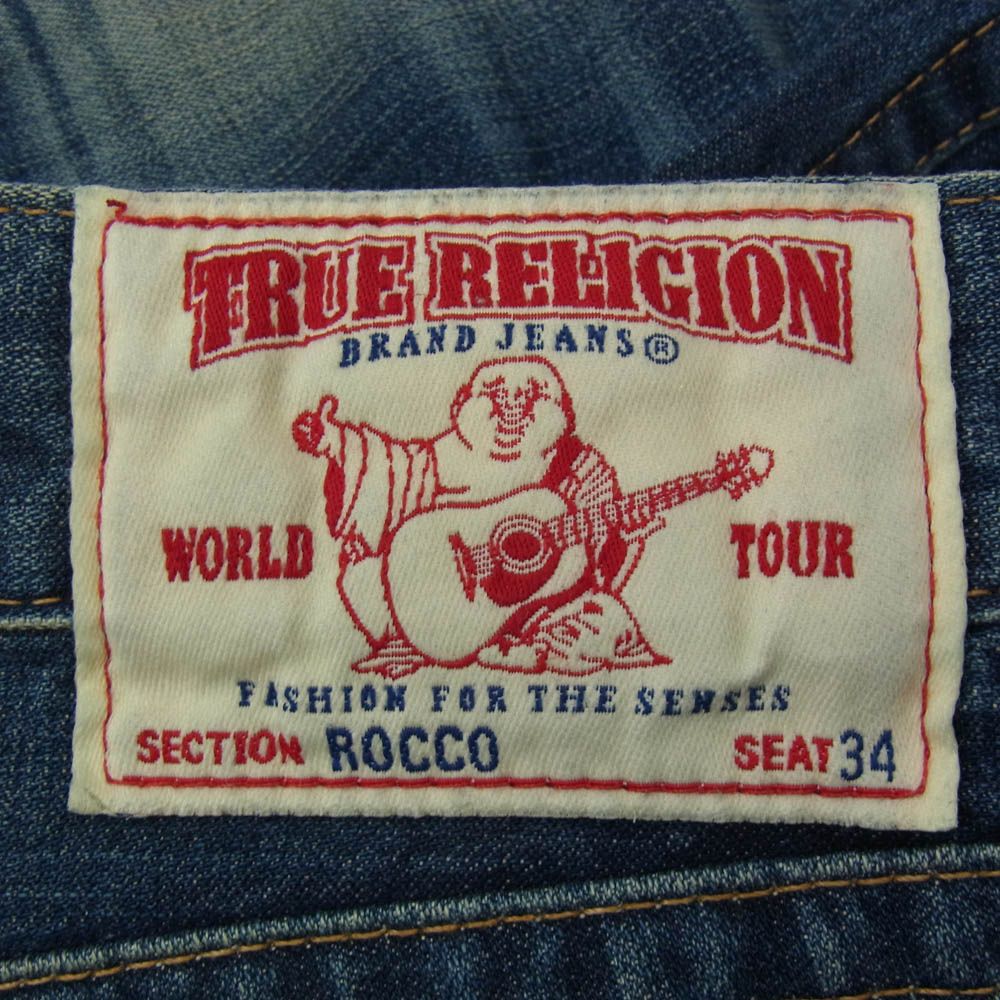 TRUE RELIGION
BRAND JEANS®
WORLD TOUR
FASHION FOR THE SENSES
SECTION ROCCO SEAT 34